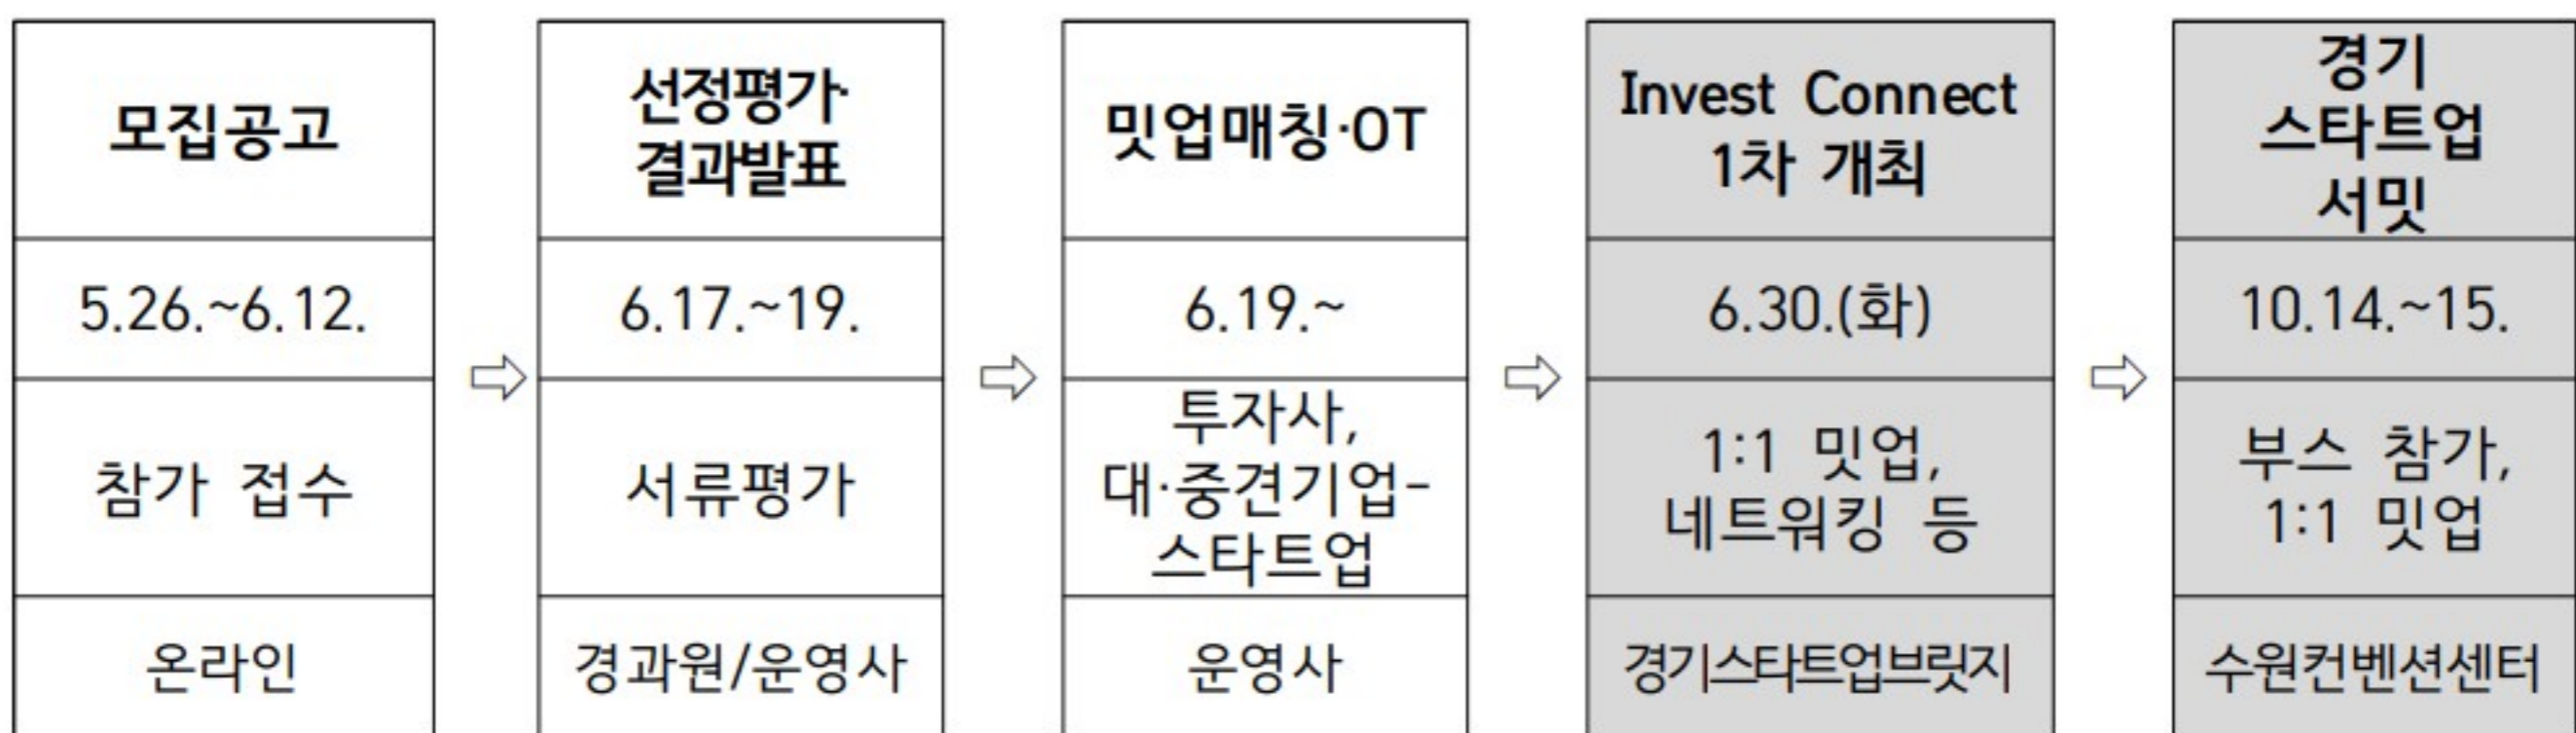 모집공고
5.26.~6.12.
참가 접수
온라인
⇨
선정평가·
결과발표
6.17.~19.
서류평가
경과원/운영사
⇨
밋업매칭·OT
6.19.~
투자사,
대·중견기업-
스타트업
운영사
⇨
Invest Connect
1차 개최
6.30.(화)
1:1 밋업,
네트워킹 등
경기스타트업브릿지
⇨
경기
스타트업
서밋
10.14.~15.
부스 참가,
1:1 밋업
수원컨벤션센터